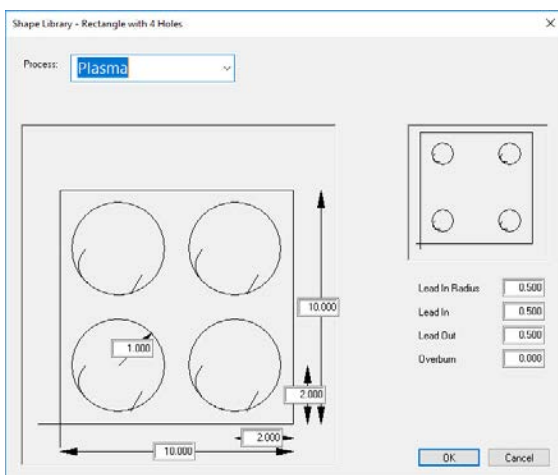 Shape Library - Rectangle with 4 Holes
Process: Plasma
10.000
1.000
2.000
2.000
10.000
Lead In Radius 0.500
Lead In 0.500
Lead Out 0.500
Overburn 0.000
OK Cancel